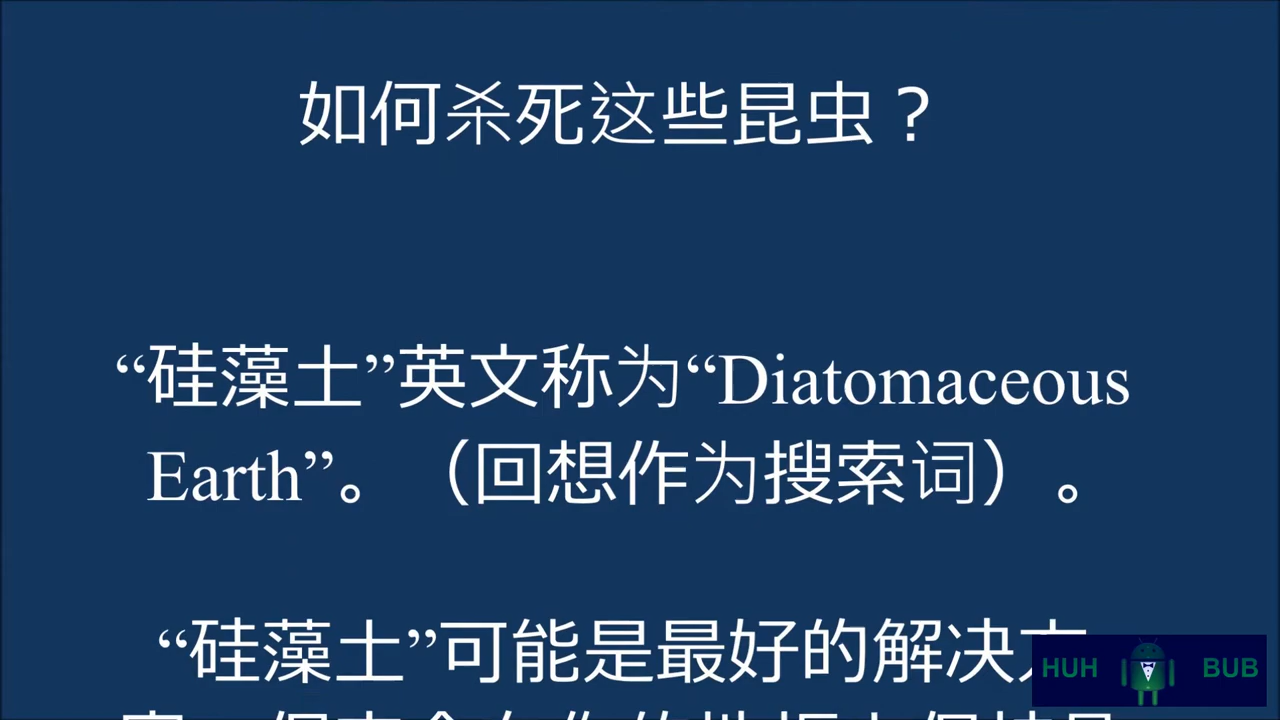 如何杀死这些昆虫？
“硅藻土”英文称为“Diatomaceous
Earth”。（回想作为搜索词）。
“硅藻土”可能是最好的解决方
HUH BUB